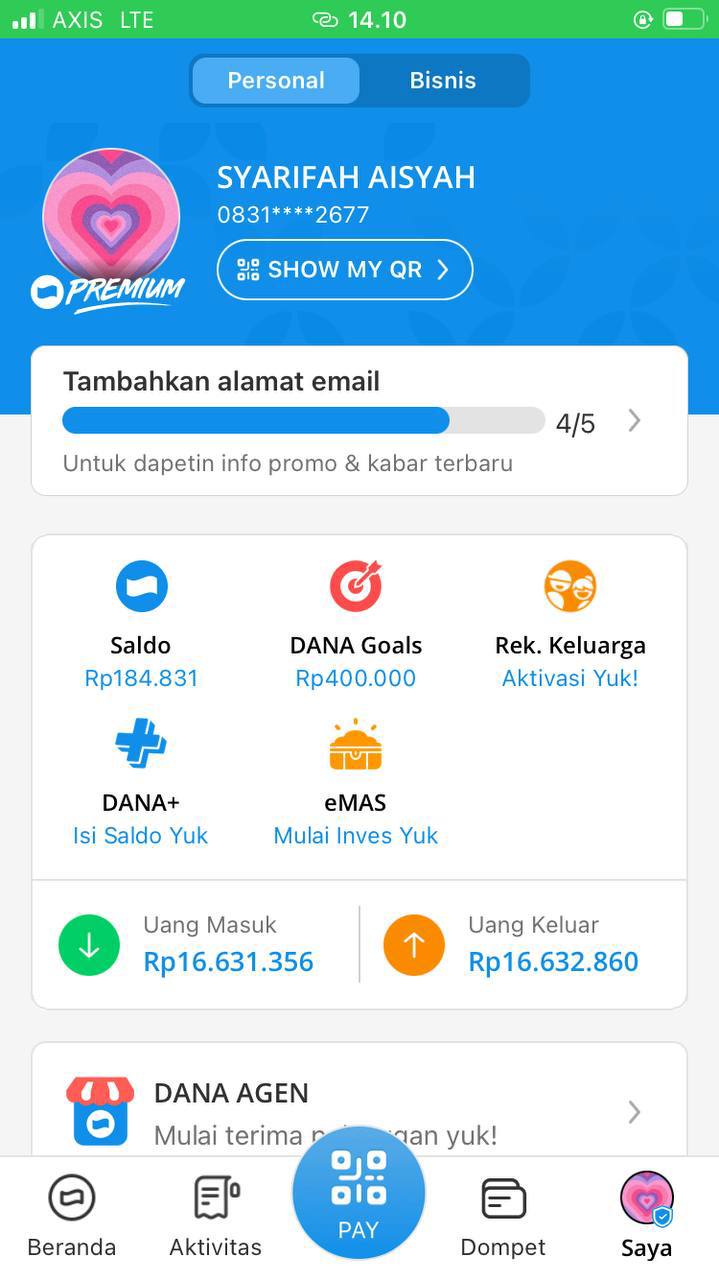 AXIS LTE 14.10
Personal Bisnis
SYARIFAH AISYAH
0831****2677
SHOW MY QR
PREMIUM
Tambahkan alamat email
4/5
Untuk dapetin info promo & kabar terbaru
Saldo DANA Goals Rek. Keluarga
Rp184.831 Rp400.000 Aktivasi Yuk!
DANA+ eMAS
Isi Saldo Yuk Mulai Inves Yuk
Uang Masuk Uang Keluar
Rp16.631.356 Rp16.632.860
DANA AGEN
Mulai terima yuk!
PAY
Beranda Aktivitas Dompet Saya